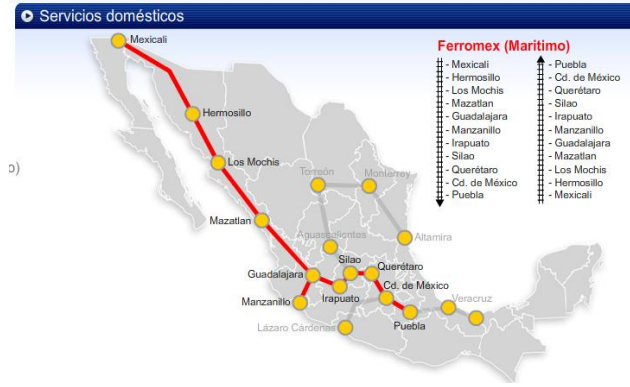 Servicios domésticos
Mexicali
Ferromex (Maritimo)
- Mexicali
- Hermosillo
- Los Mochis
- Mazatlan
- Guadalajara
- Manzanillo
- Irapuato
- Silao
- Querétaro
- Cd. de México
- Puebla
- Puebla
- Cd. de México
- Querétaro
- Silao
- Irapuato
- Manzanillo
- Guadalajara
- Mazatlan
- Los Mochis
- Hermosillo
- Mexicali
Hermosillo
o)
Los Mochis
Torreón
Monterrey
Mazatlan
Aguascalientes
Altamira
Silao
Guadalajara
Querétaro
Cd. de México
Manzanillo
Irapuato
Veracruz
Lázaro Cárdenas
Puebla